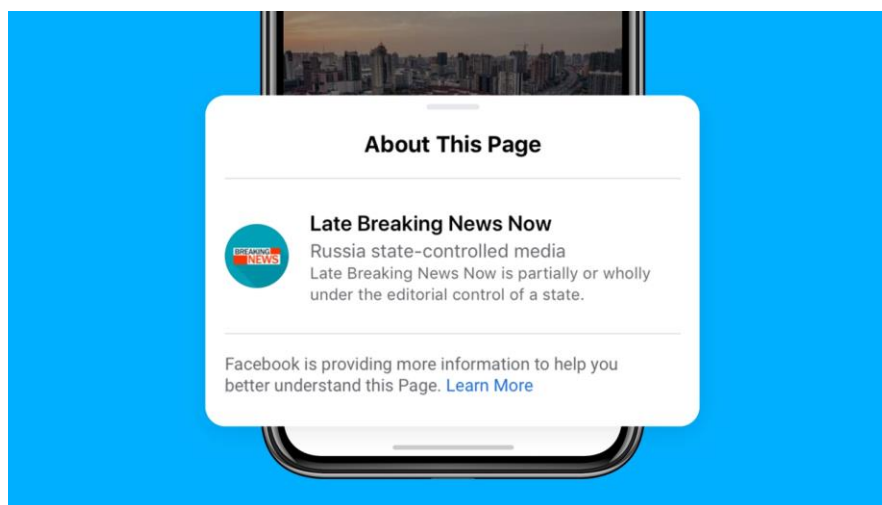 About This Page
Late Breaking News Now
BREAKING
NEWS
Russia state-controlled media
Late Breaking News Now is partially or wholly
under the editorial control of a state.
Facebook is providing more information to help you
better understand this Page. Learn More